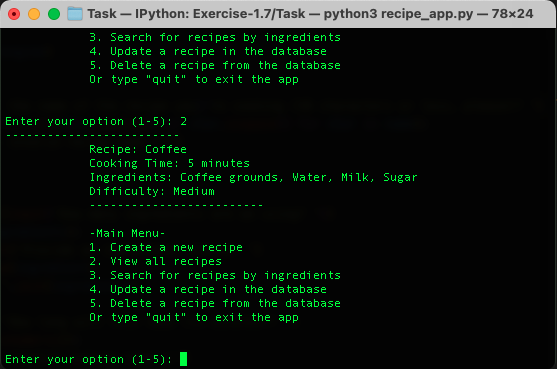 Task — IPython: Exercise-1.7/Task — python3 recipe_app.py — 78×24
3. Search for recipes by ingredients
4. Update a recipe in the database
5. Delete a recipe from the database
Or type "quit" to exit the app
Enter your option (1-5): 2
-------------------------
Recipe: Coffee
Cooking Time: 5 minutes
Ingredients: Coffee grounds, Water, Milk, Sugar
Difficulty: Medium
-------------------------
-Main Menu-
1. Create a new recipe
2. View all recipes
3. Search for recipes by ingredients
4. Update a recipe in the database
5. Delete a recipe from the database
Or type "quit" to exit the app
Enter your option (1-5):